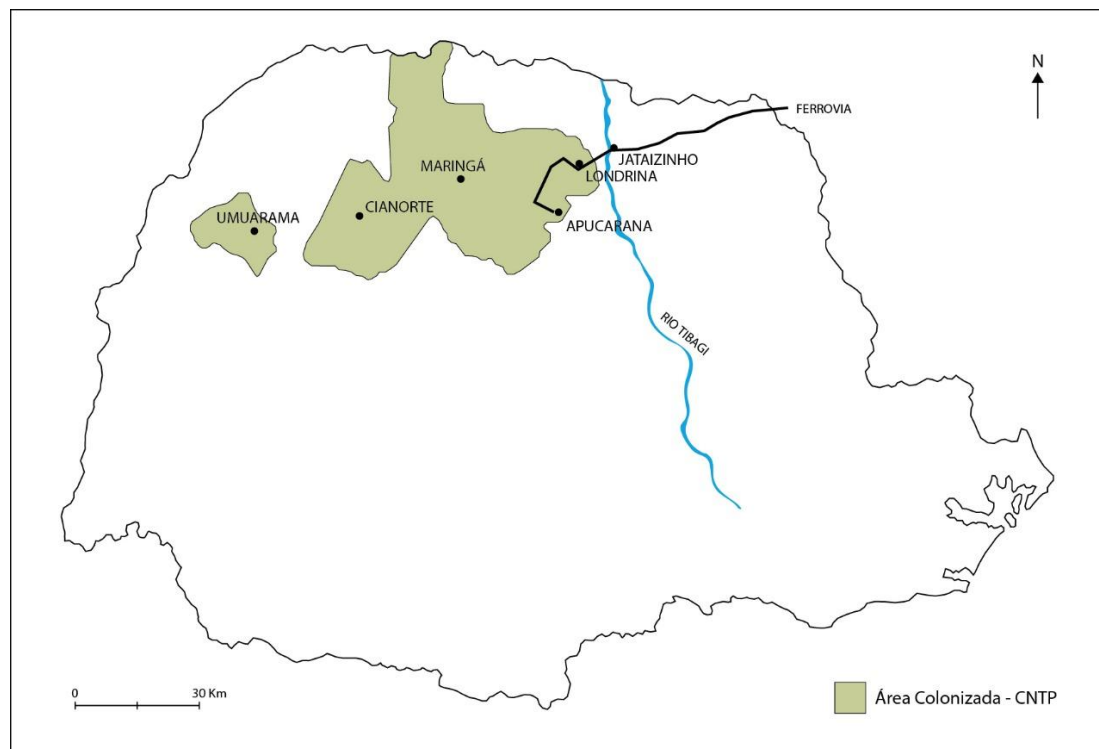 N
FERROVIA
JATAIZINHO
LONDRINA
MARINGÁ
CIANORTE
UMUARAMA
APUCARANA
RIO TIBAGI
0 30 Km
Área Colonizada - CNTP